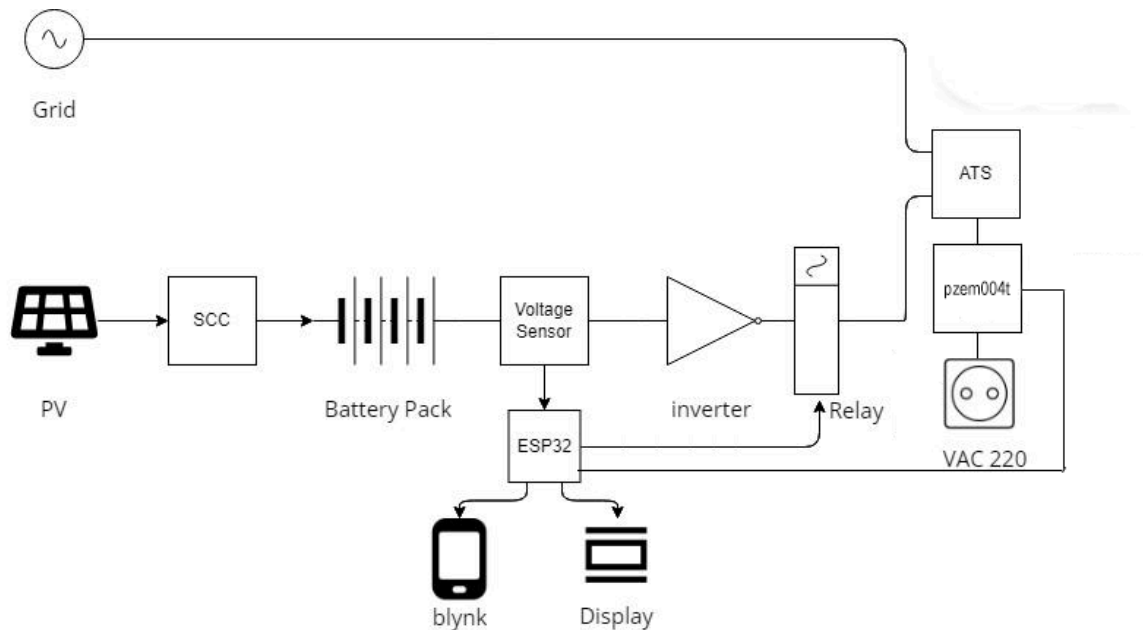 Grid
ATS
pzem004t
SCC
Voltage
Sensor
PV
Battery Pack
inverter
Relay
ESP32
VAC 220
blynk
Display